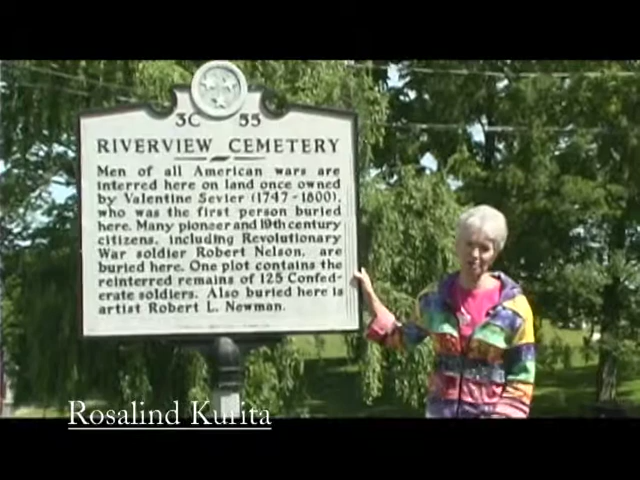 3C 55
RIVERVIEW CEMETERY
Men of all American wars are
interred here on land once owned
by Valentine Sevier (1747-1800),
who was the first person buried
here. Many pioneer and 19th century
citizens, including Revolutionary
War soldier Robert Nelson, are
buried here. One plot contains the
reinterred remains of 125 Confed-
erate soldiers. Also buried here is
artist Robert L. Newman.
Rosalind Kurita